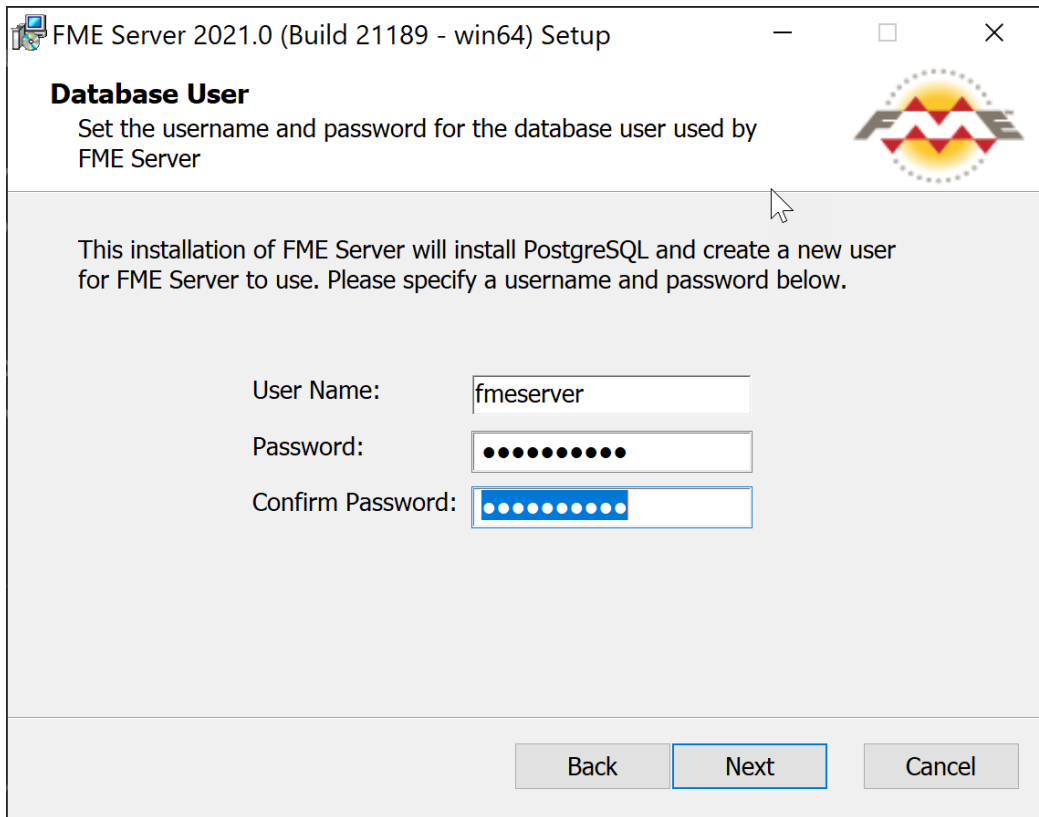 FME Server 2021.0 (Build 21189 - win64) Setup
Database User
Set the username and password for the database user used by
FME Server
FME
This installation of FME Server will install PostgreSQL and create a new user
for FME Server to use. Please specify a username and password below.
User Name:
fmeserver
Password:
●●●●●●●●●●
Confirm Password:
●●●●●●●●●●
Back
Next
Cancel